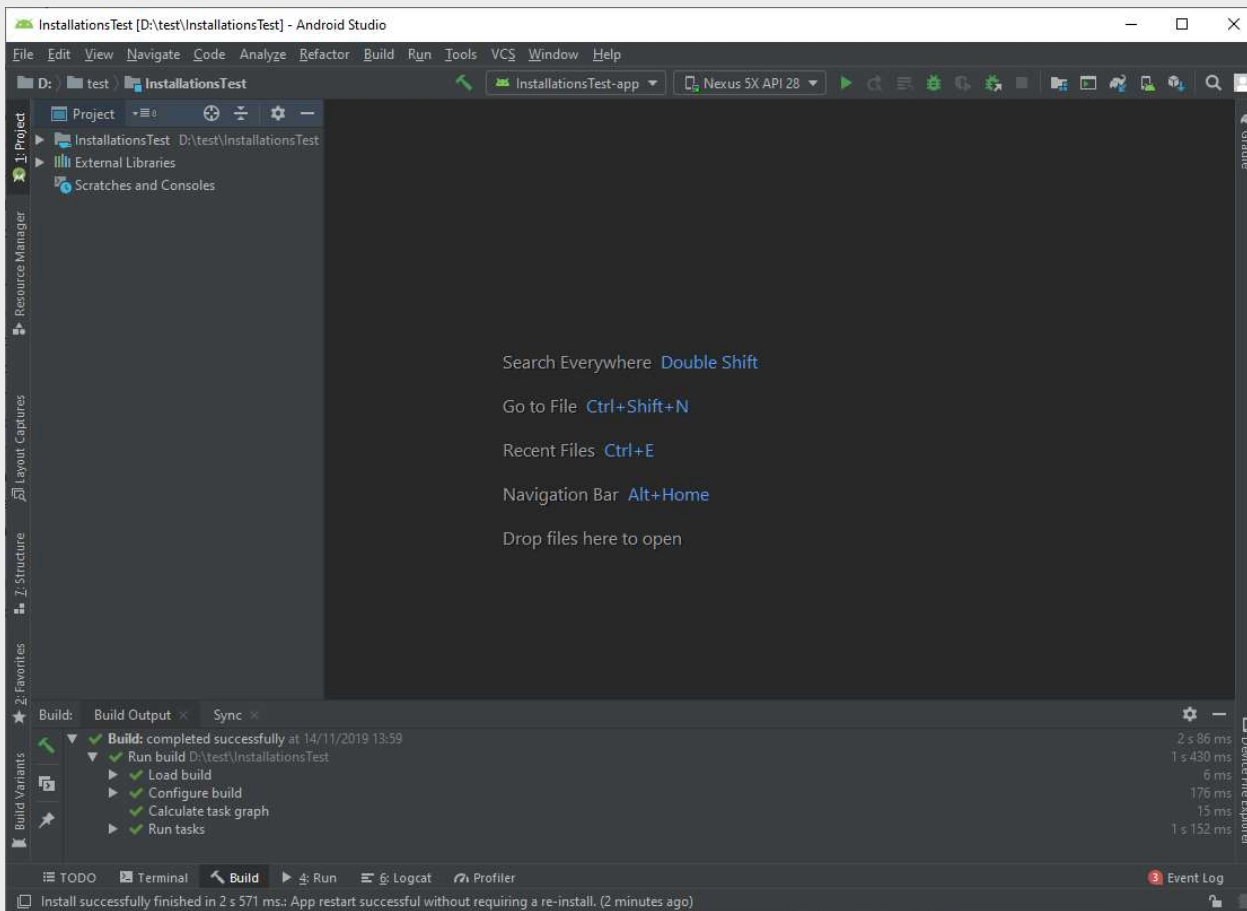 InstallationsTest [D:\test\InstallationsTest] - Android Studio
File Edit View Navigate Code Analyze Refactor Build Run Tools VCS Window Help
D: test InstallationsTest InstallationsTest-app Nexus 5X API 28
Project
InstallationsTest D:\test\InstallationsTest
External Libraries
Scratches and Consoles
1: Project
Resource Manager
Layout Captures
7: Structure
2: Favorites
Build Variants
Gradle
Device File Explorer
Search Everywhere Double Shift
Go to File Ctrl+Shift+N
Recent Files Ctrl+E
Navigation Bar Alt+Home
Drop files here to open
Build: Build Output Sync
Build: completed successfully at 14/11/2019 13:59 2 s 86 ms
Run build D:\test\InstallationsTest 1 s 430 ms
Load build 6 ms
Configure build 176 ms
Calculate task graph 15 ms
Run tasks 1 s 152 ms
TODO Terminal Build 4: Run 6: Logcat Profiler 3 Event Log
Install successfully finished in 2 s 571 ms.: App restart successful without requiring a re-install. (2 minutes ago)